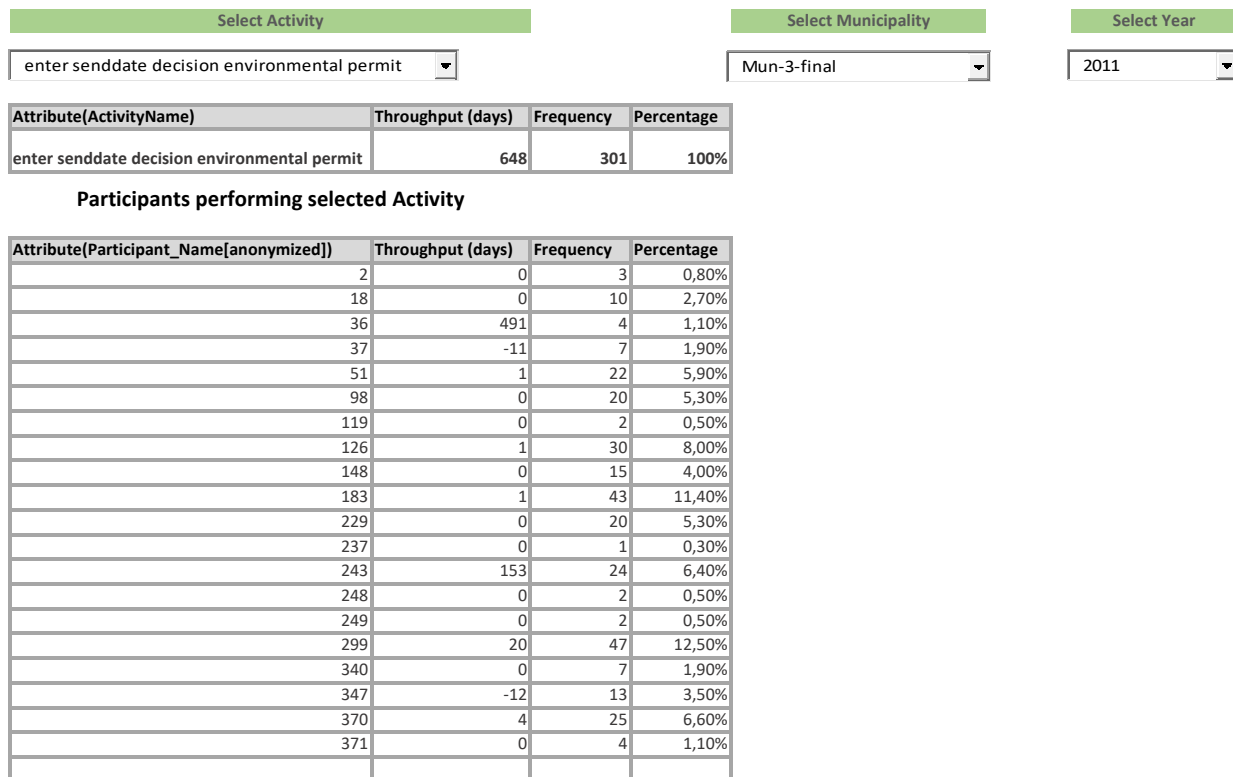 Select Activity Select Municipality Select Year
enter senddate decision environmental permit Mun-3-final 2011
Attribute(ActivityName) Throughput (days) Frequency Percentage
enter senddate decision environmental permit 648 301 100%
Participants performing selected Activity
Attribute(Participant_Name[anonymized]) Throughput (days) Frequency Percentage
2 0 3 0,80%
18 0 10 2,70%
36 491 4 1,10%
37 -11 7 1,90%
51 1 22 5,90%
98 0 20 5,30%
119 0 2 0,50%
126 1 30 8,00%
148 0 15 4,00%
183 1 43 11,40%
229 0 20 5,30%
237 0 1 0,30%
243 153 24 6,40%
248 0 2 0,50%
249 0 2 0,50%
299 20 47 12,50%
340 0 7 1,90%
347 -12 13 3,50%
370 4 25 6,60%
371 0 4 1,10%